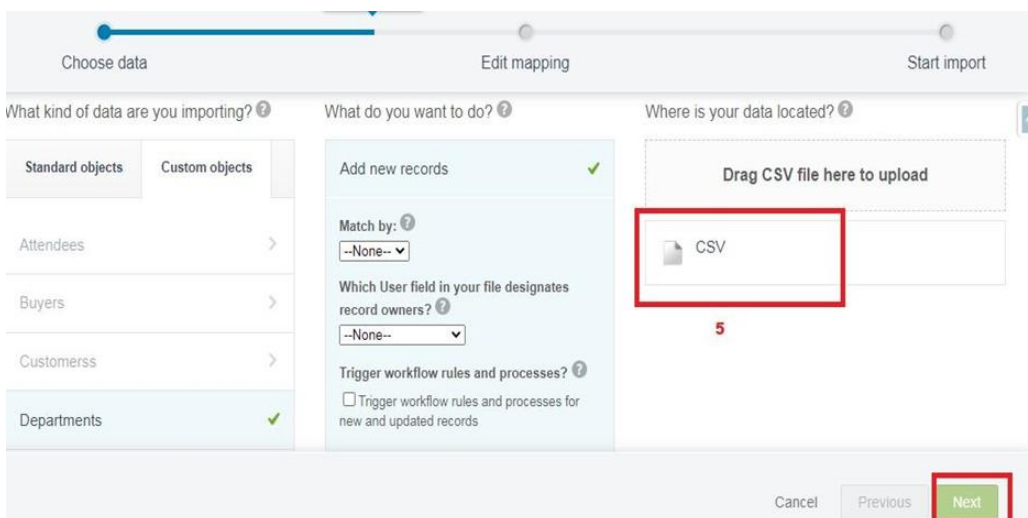 Choose data
Edit mapping
Start import
What kind of data are you importing? ?
What do you want to do? ?
Where is your data located? ?
Standard objects
Custom objects
Attendees
Buyers
Customerss
Departments
Add new records
Match by: ?
--None--
Which User field in your file designates
record owners? ?
--None--
Trigger workflow rules and processes? ?
Trigger workflow rules and processes for
new and updated records
Drag CSV file here to upload
CSV
5
Cancel
Previous
Next